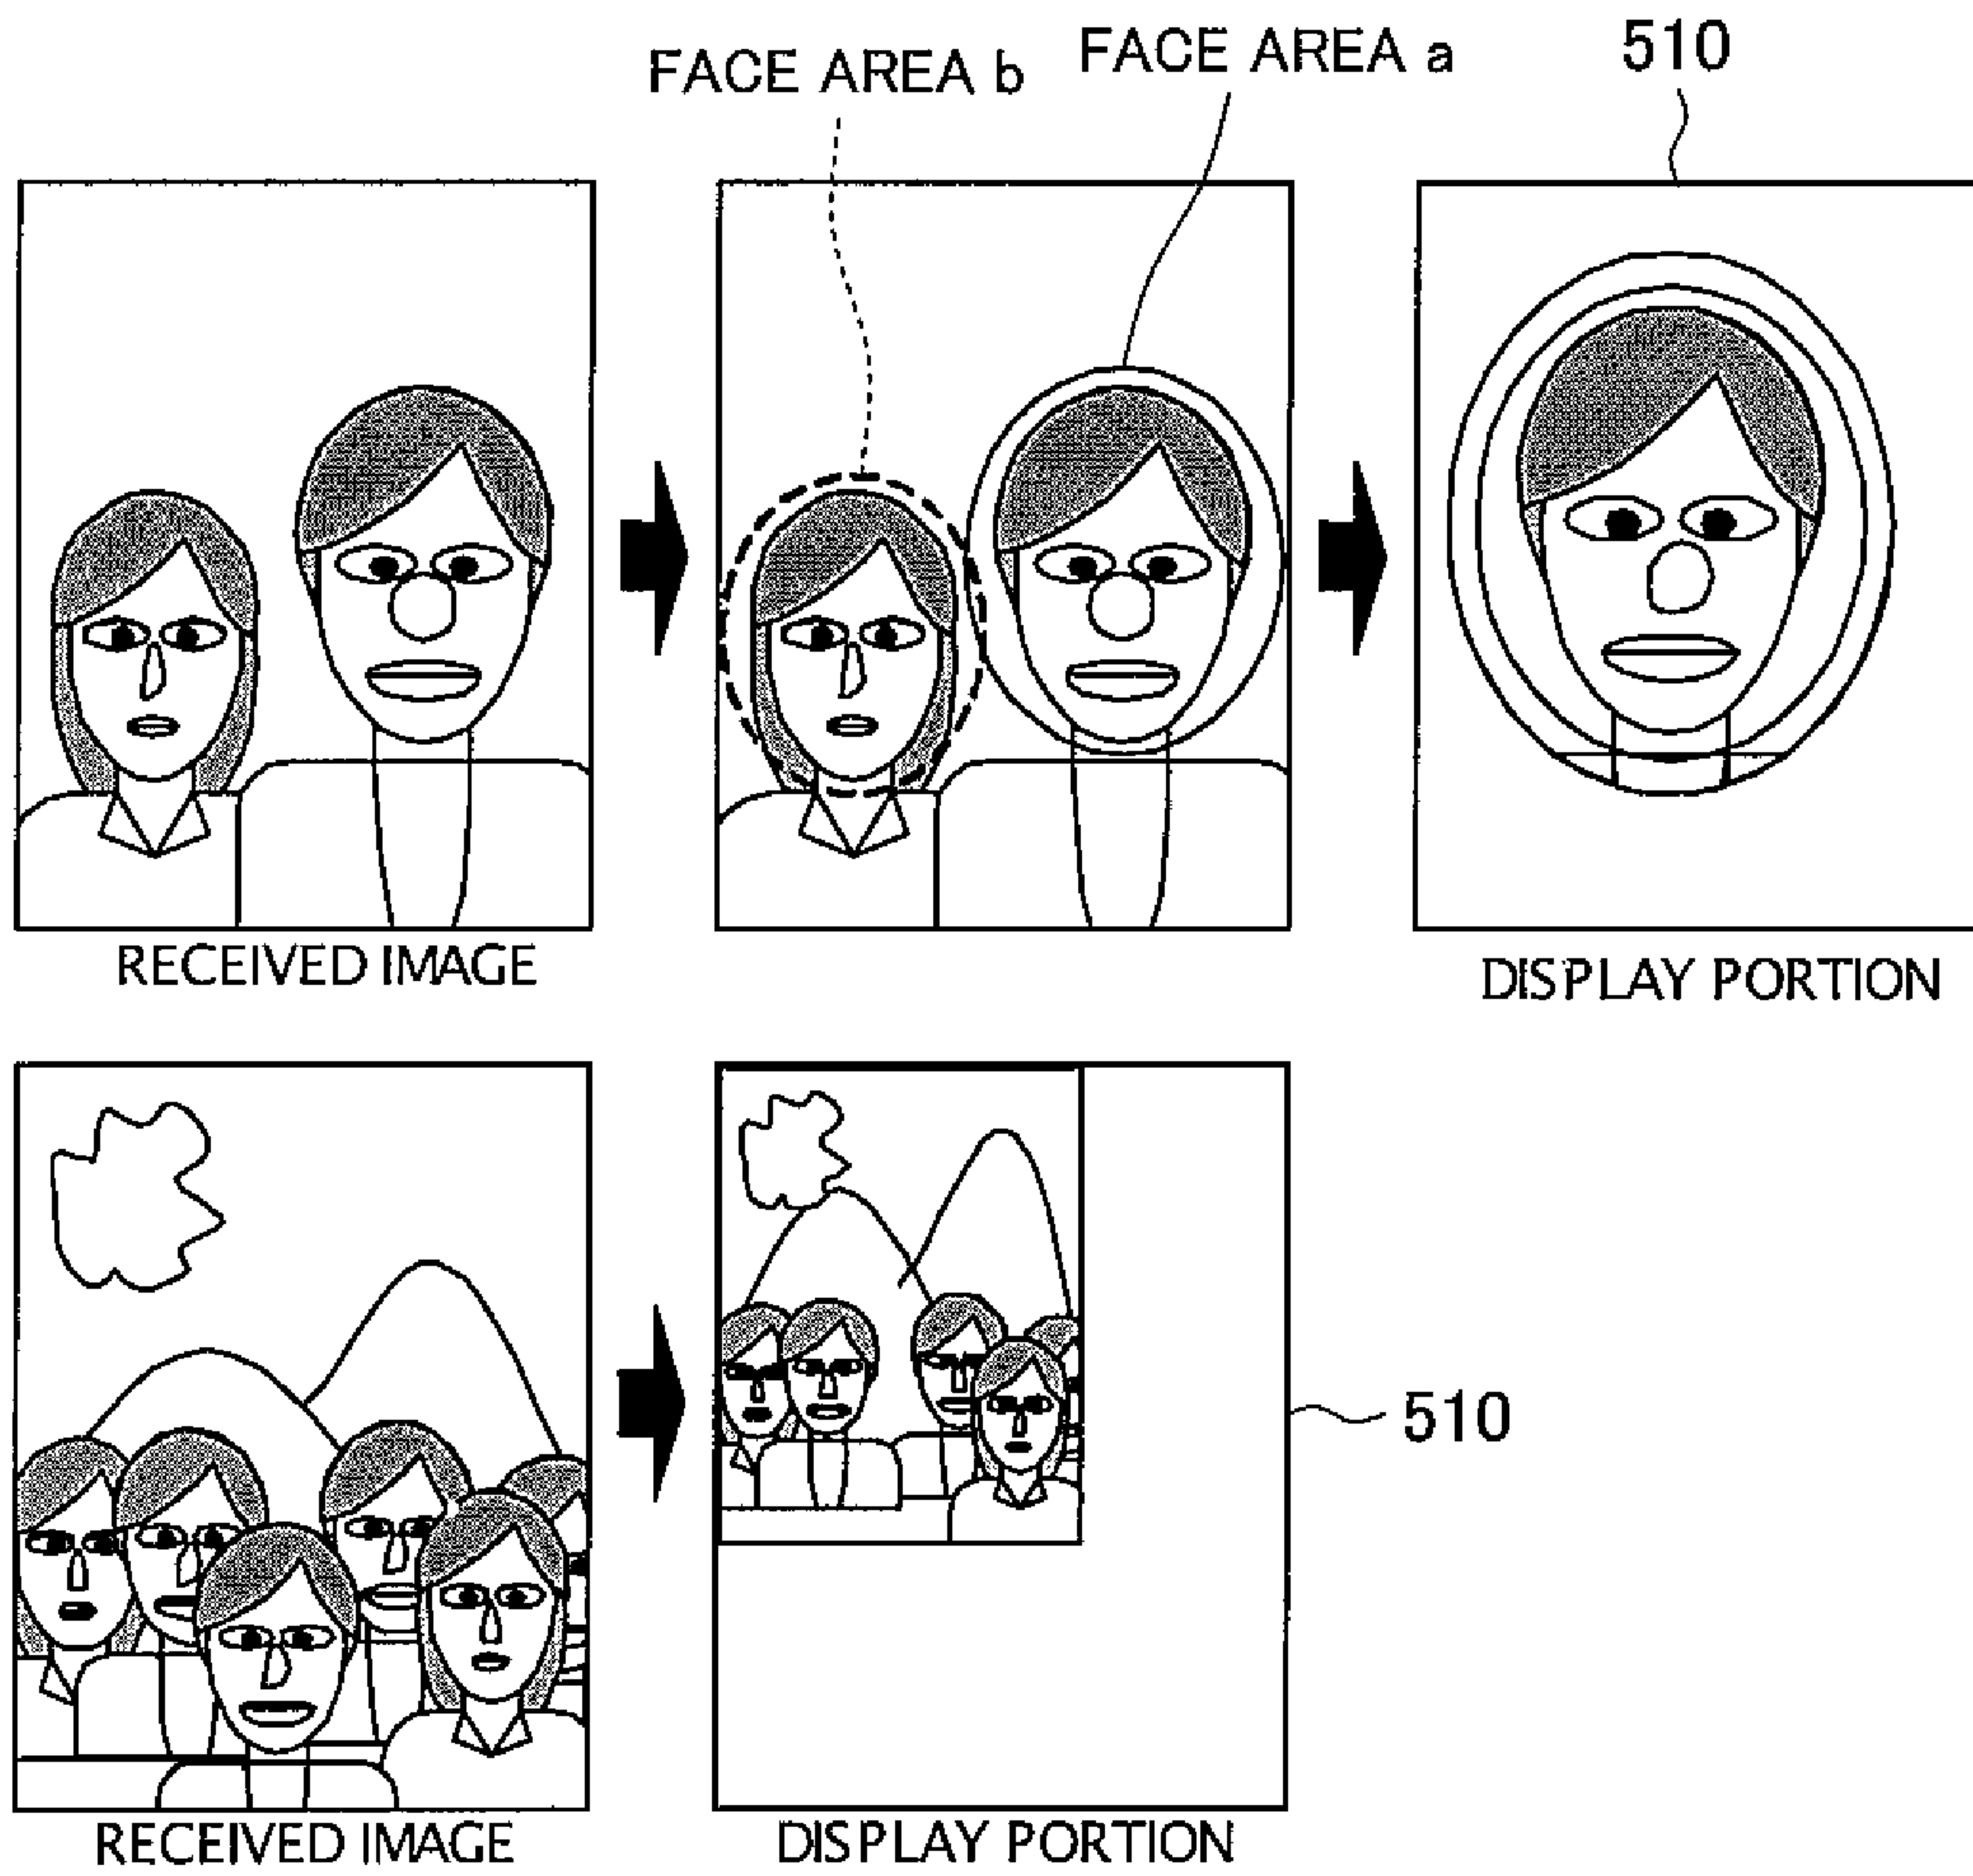 FACE AREA b
FACE AREA a
510
RECEIVED IMAGE
DISPLAY PORTION
510
RECEIVED IMAGE
DISPLAY PORTION